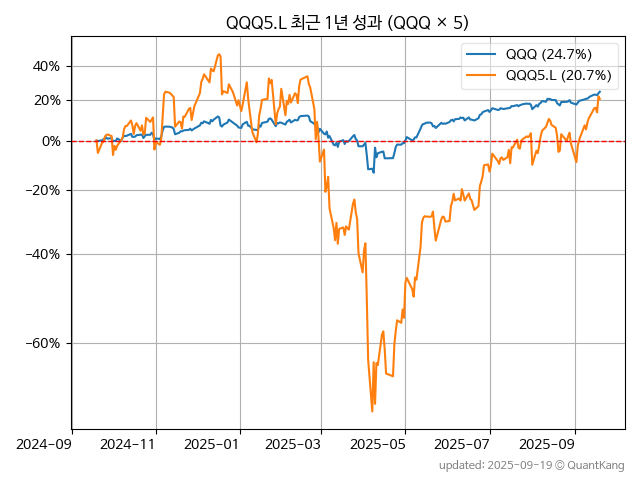 QQQ5.L 최근 1년 성과 (QQQ × 5)
QQQ (24.7%)
QQQ5.L (20.7%)
40%
20%
0%
−20%
−40%
−60%
2024-09 2024-11 2025-01 2025-03 2025-05 2025-07 2025-09
updated: 2025-09-19 © QuantKang